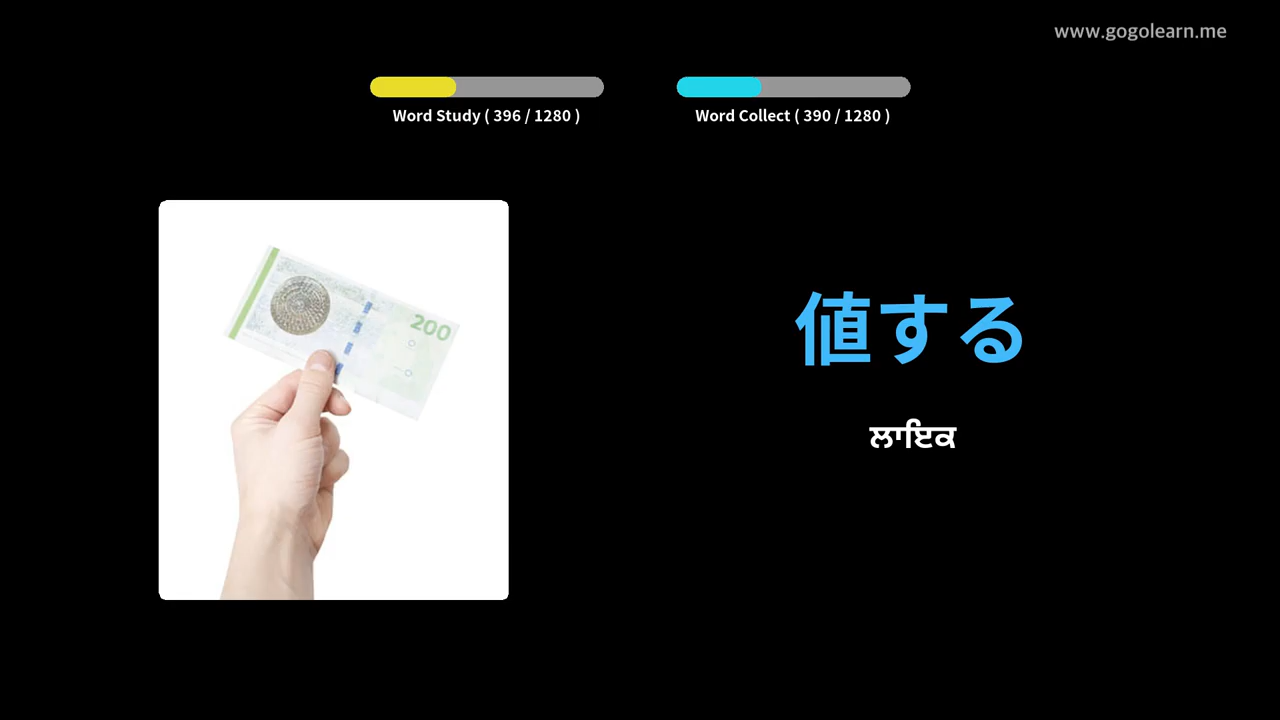 www.gogolearn.me
Word Study ( 396 / 1280 )
Word Collect ( 390 / 1280 )
200
値する
ਲਾਇਕ